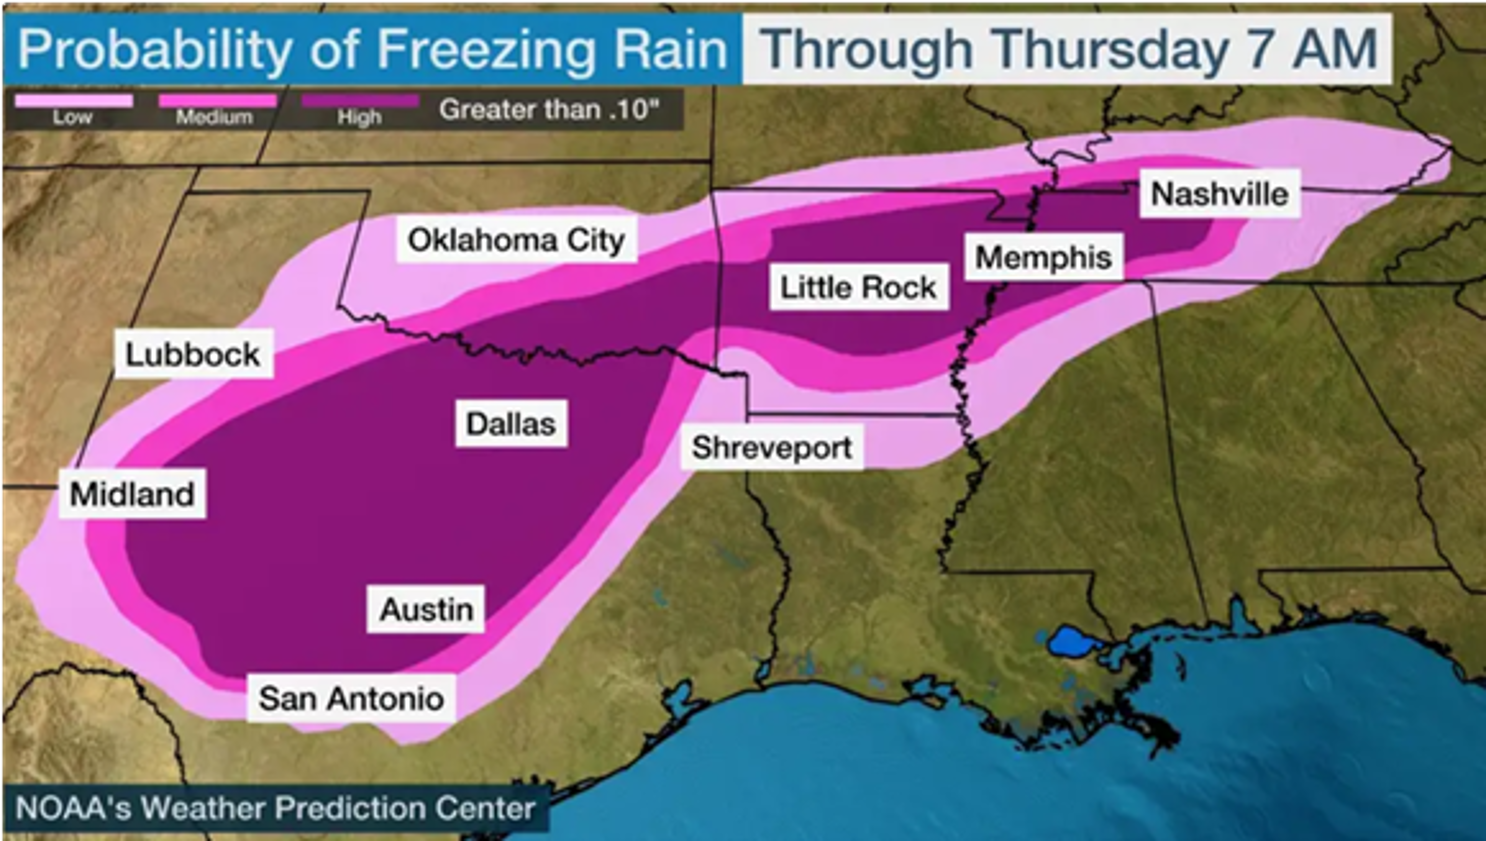 Probability of Freezing Rain Through Thursday 7 AM
Low Medium High Greater than .10"
Nashville
Oklahoma City
Memphis
Little Rock
Lubbock
Dallas
Shreveport
Midland
Austin
San Antonio
NOAA's Weather Prediction Center